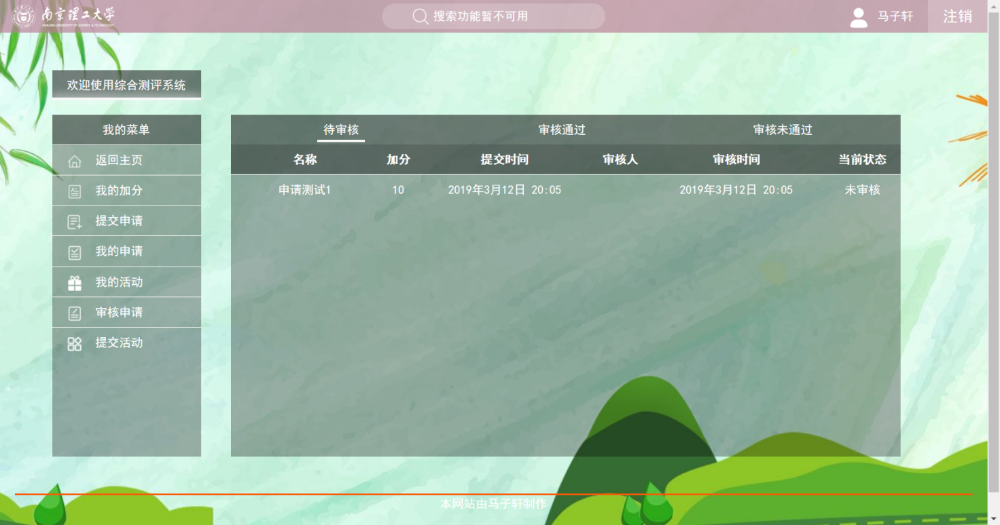 南京理工大学
NANJING UNIVERSITY OF SCIENCE & TECHNOLOGY
搜索功能暂不可用
马子轩
注销
欢迎使用综合测评系统
我的菜单
返回主页
我的加分
提交申请
我的申请
我的活动
审核申请
提交活动
待审核 审核通过 审核未通过
名称 加分 提交时间 审核人 审核时间 当前状态
申请测试1 10 2019年3月12日 20:05 2019年3月12日 20:05 未审核
本网站由马子轩制作